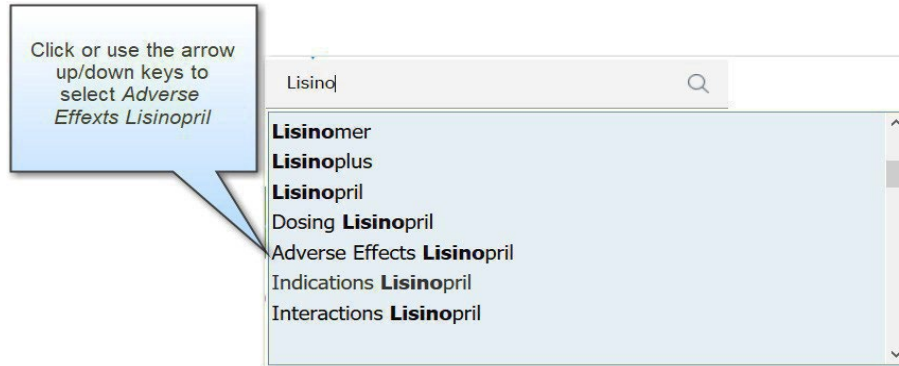 Click or use the arrow
up/down keys to
select Adverse
Effexts Lisinopril
Lisino
Lisinomer
Lisinoplus
Lisinopril
Dosing Lisinopril
Adverse Effects Lisinopril
Indications Lisinopril
Interactions Lisinopril